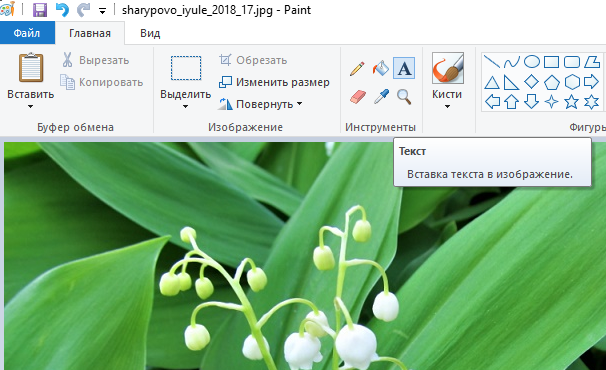 sharypovo_iyule_2018_17.jpg - Paint
Файл Главная Вид
Вставить
Вырезать
Копировать
Буфер обмена
Выделить
Обрезать
Изменить размер
Повернуть
Изображение
A
Инструменты
Кисти
Фигуры
Текст
Вставка текста в изображение.